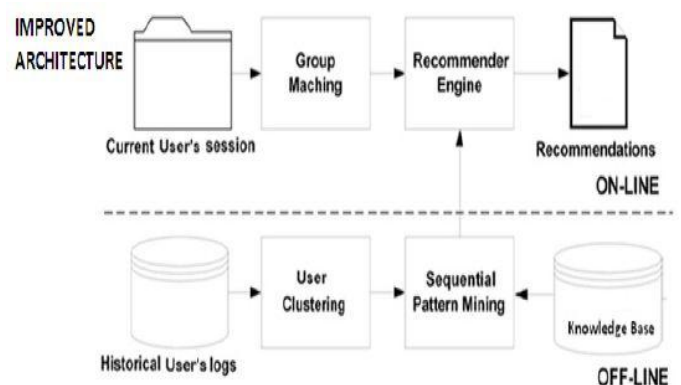 IMPROVED
ARCHITECTURE
Group
Maching
Recommender
Engine
Current User's session
Recommendations
ON-LINE
User
Clustering
Sequential
Pattern Mining
Knowledge Base
Historical User's logs
OFF-LINE